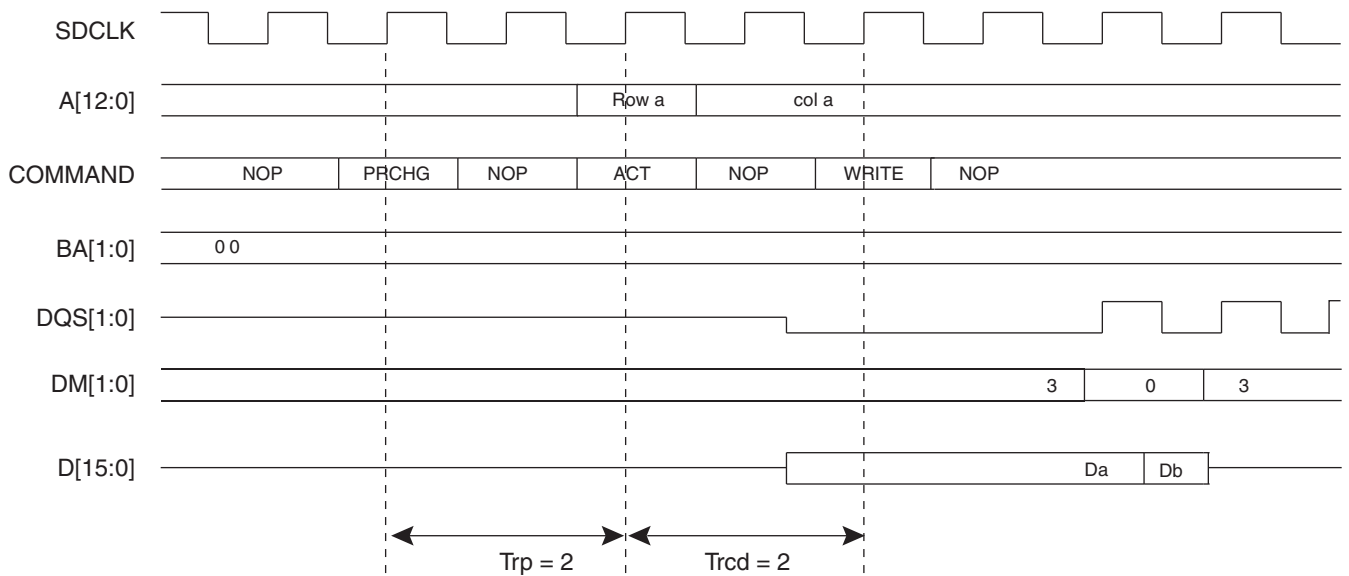 SDCLK
A[12:0] Row a col a
COMMAND NOP PRCHG NOP ACT NOP WRITE NOP
BA[1:0] 0 0
DQS[1:0]
DM[1:0] 3 0 3
D[15:0] Da Db
Trp = 2 Trcd = 2